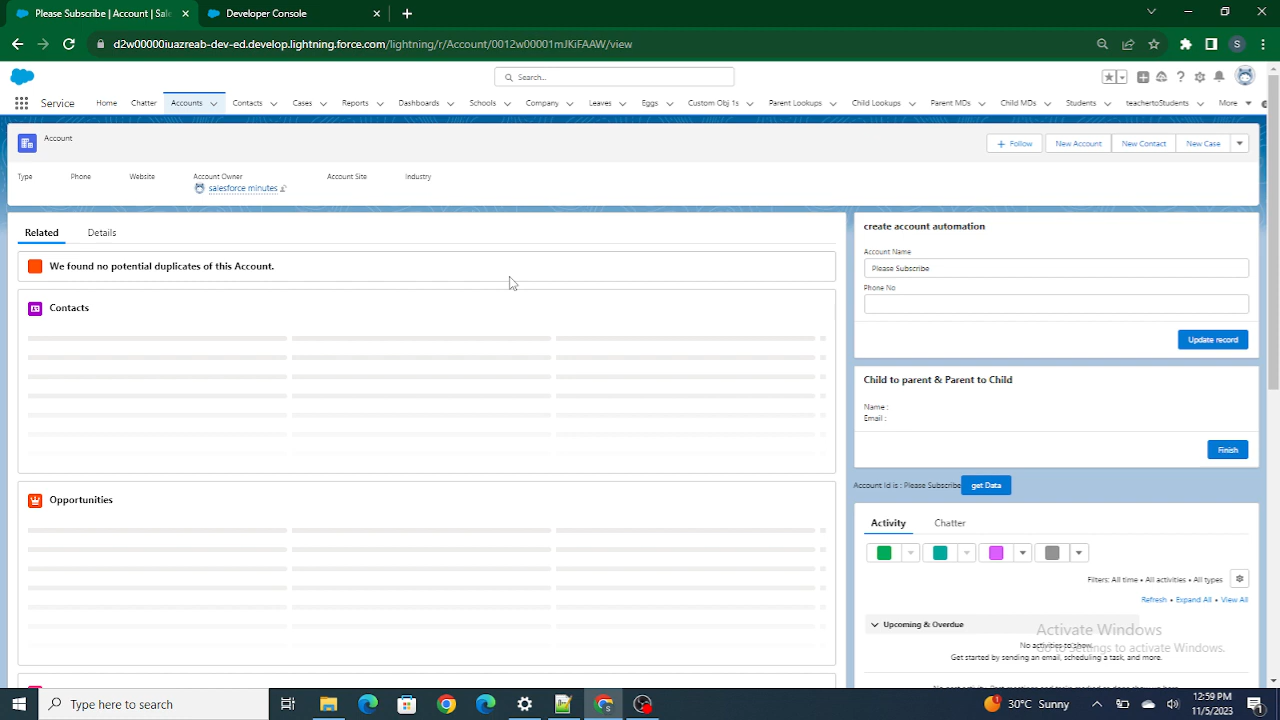 Please Subscribe | Account | Sale
Developer Console
d2w00000iuazreab-dev-ed.develop.lightning.force.com/lightning/r/Account/0012w00001mJKiFAAW/view
S
Search...
Service
Home
Chatter
Accounts
Contacts
Cases
Reports
Dashboards
Schools
Company
Leaves
Eggs
Custom Obj 1s
Parent Lookups
Child Lookups
Parent MDs
Child MDs
Students
teachertoStudents
More
Account
Follow
New Account
New Contact
New Case
Type
Phone
Website
Account Owner
Account Site
Industry
salesforce minutes
Related
Details
We found no potential duplicates of this Account.
Contacts
Opportunities
create account automation
Account Name
Please Subscribe
Phone No
Update record
Child to parent & Parent to Child
Name :
Email :
Finish
Account Id is : Please Subscribe
get Data
Activity
Chatter
Filters: All time • All activities • All types
Refresh • Expand All • View All
Upcoming & Overdue
No activities to show.
Get started by sending an email, scheduling a task, and more.
Activate Windows
Go to Settings to activate Windows.
Type here to search
1
30°C Sunny
12:59 PM
11/5/2023
1